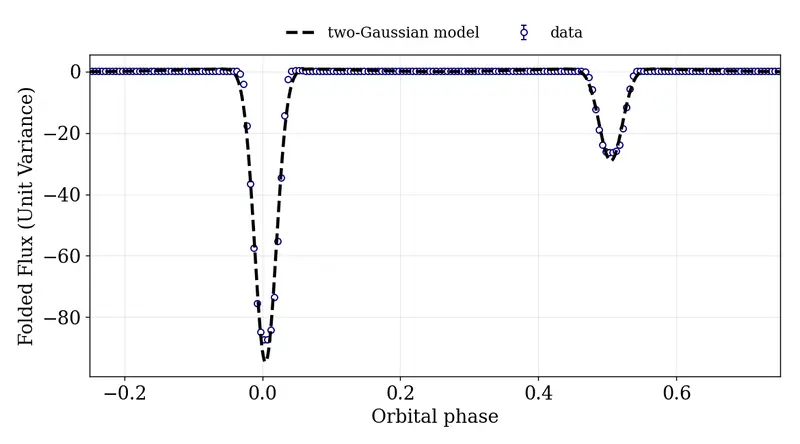 two-Gaussian model
data
Folded Flux (Unit Variance)
0
−20
−40
−60
−80
−0.2
0.0
0.2
0.4
0.6
Orbital phase